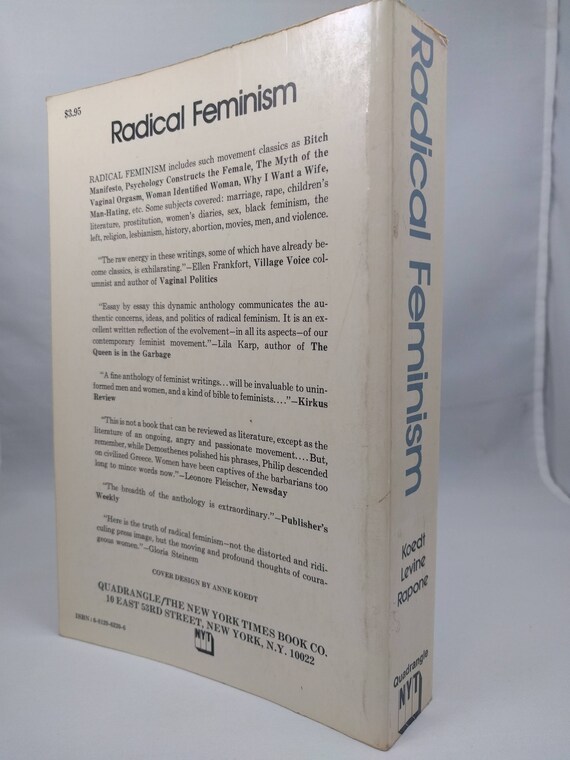 $3.95
Radical Feminism
RADICAL FEMINISM includes such movement classics as Bitch
Manifesto, Psychology Constructs the Female, The Myth of the
Vaginal Orgasm, Woman Identified Woman, Why I Want a Wife,
Man-Hating, etc. Some subjects covered: marriage, rape, children's
literature, prostitution, women's diaries, sex, black feminism, the
left, religion, lesbianism, history, abortion, movies, men, and violence.
"The raw energy in these writings, some of which have already be-
come classics, is exhilarating."—Ellen Frankfort, Village Voice col-
umnist and author of Vaginal Politics
"Essay by essay this dynamic anthology communicates the au-
thentic concerns, ideas, and politics of radical feminism. It is an ex-
cellent written reflection of the evolvement—in all its aspects—of our
contemporary feminist movement."—Lila Karp, author of The
Queen is in the Garbage
"A fine anthology of feminist writings... will be invaluable to unin-
formed men and women, and a kind of bible to feminists...."—Kirkus
Review
"This is not a book that can be reviewed as literature, except as the
literature of an ongoing, angry and passionate movement.... But,
remember, while Demosthenes polished his phrases, Philip descended
on civilized Greece. Women have been captives of the barbarians too
long to mince words now."—Leonore Fleischer, Newsday
"The breadth of the anthology is extraordinary."—Publisher's
Weekly
"Here is the truth of radical feminism—not the distorted and ridi-
culing press image, but the moving and profound thoughts of coura-
geous women."—Gloria Steinem
COVER DESIGN BY ANNE KOEDT
QUADRANGLE/THE NEW YORK TIMES BOOK CO.
10 EAST 53RD STREET, NEW YORK, N.Y. 10022
NYT
Radical Feminism
Koedt
Levine
Rapone
Quadrangle
NYT